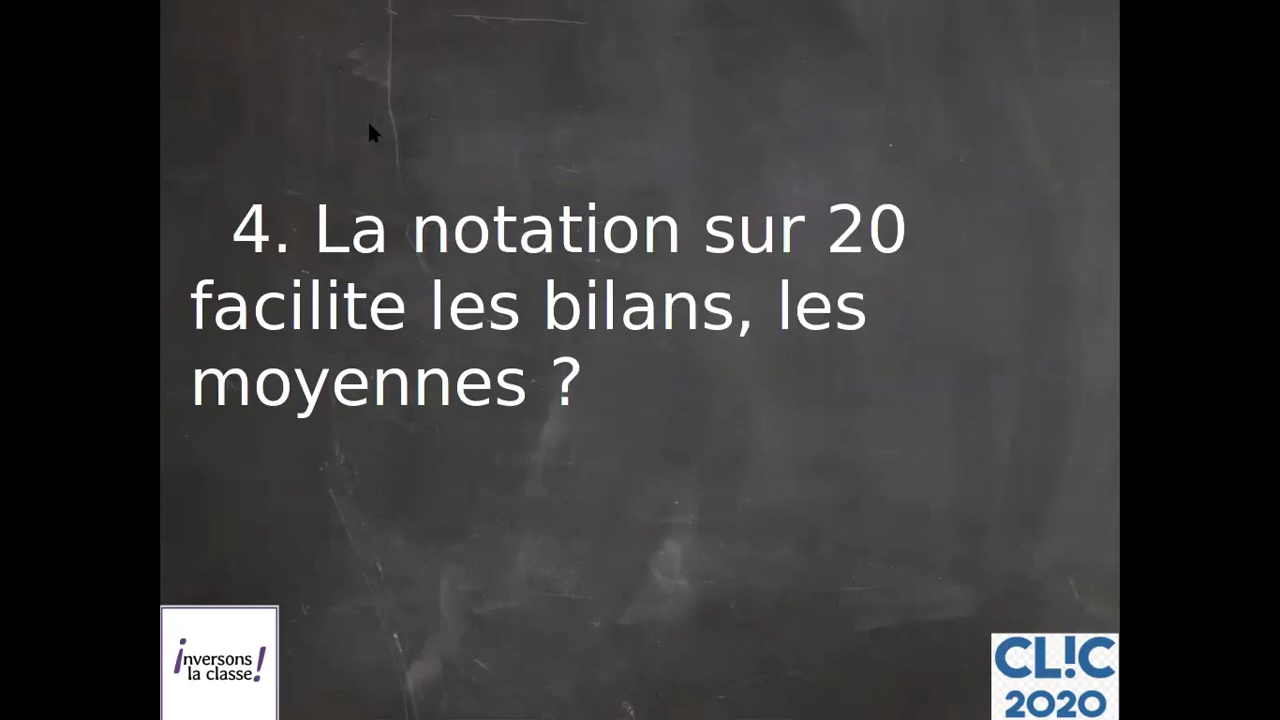 4. La notation sur 20
facilite les bilans, les
moyennes ?
inversons
la classe!
CL!C
2020